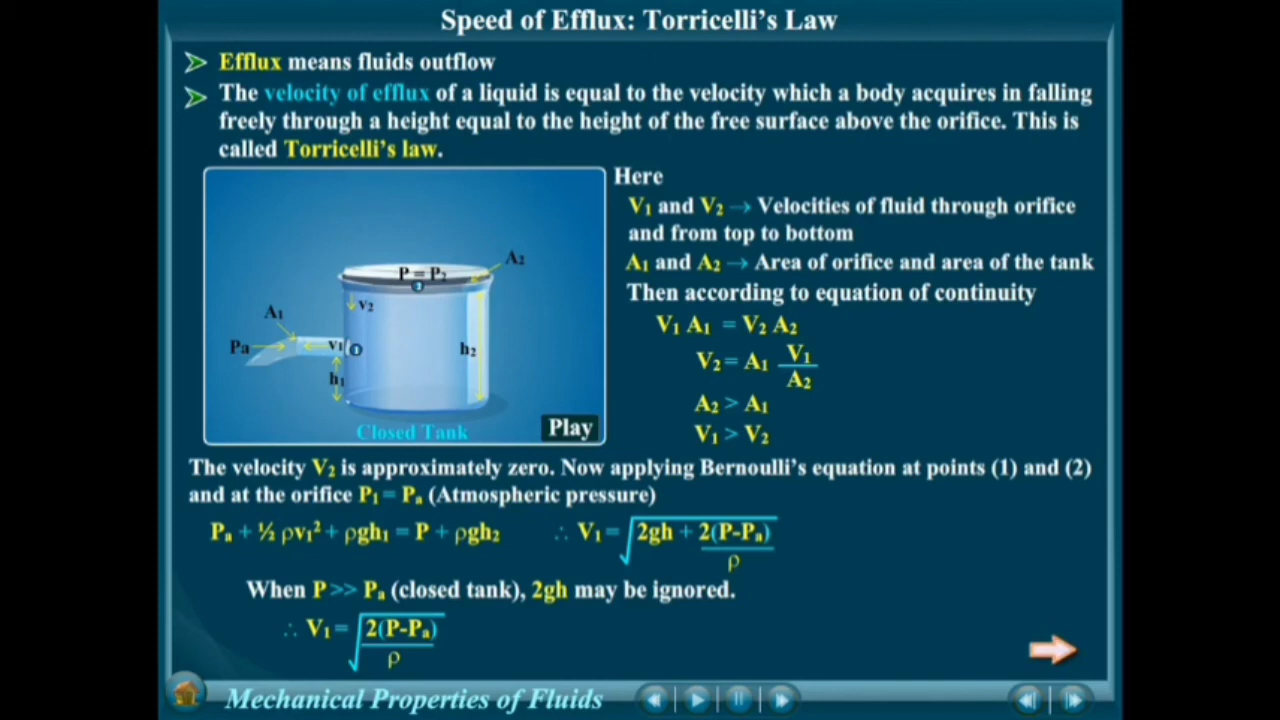 Speed of Efflux: Torricelli's Law
Efflux means fluids outflow
The velocity of efflux of a liquid is equal to the velocity which a body acquires in falling
freely through a height equal to the height of the free surface above the orifice. This is
called Torricelli's law.
P = P₂
2
A₂
V₂
A₁
Pa
V₁
1
h₂
h₁
Closed Tank
Play
Here
V₁ and V₂ → Velocities of fluid through orifice
and from top to bottom
A₁ and A₂ → Area of orifice and area of the tank
Then according to equation of continuity
V₁ A₁ = V₂ A₂
V₂ = A₁ V₁/A₂
A₂ > A₁
V₁ > V₂
The velocity V₂ is approximately zero. Now applying Bernoulli's equation at points (1) and (2)
and at the orifice P₁ = Pₐ (Atmospheric pressure)
Pₐ + ½ ρv₁² + ρgh₁ = P + ρgh₂ ∴ V₁ = √(2gh + 2(P-Pₐ)/ρ)
When P >> Pₐ (closed tank), 2gh may be ignored.
∴ V₁ = √(2(P-Pₐ)/ρ)
Mechanical Properties of Fluids